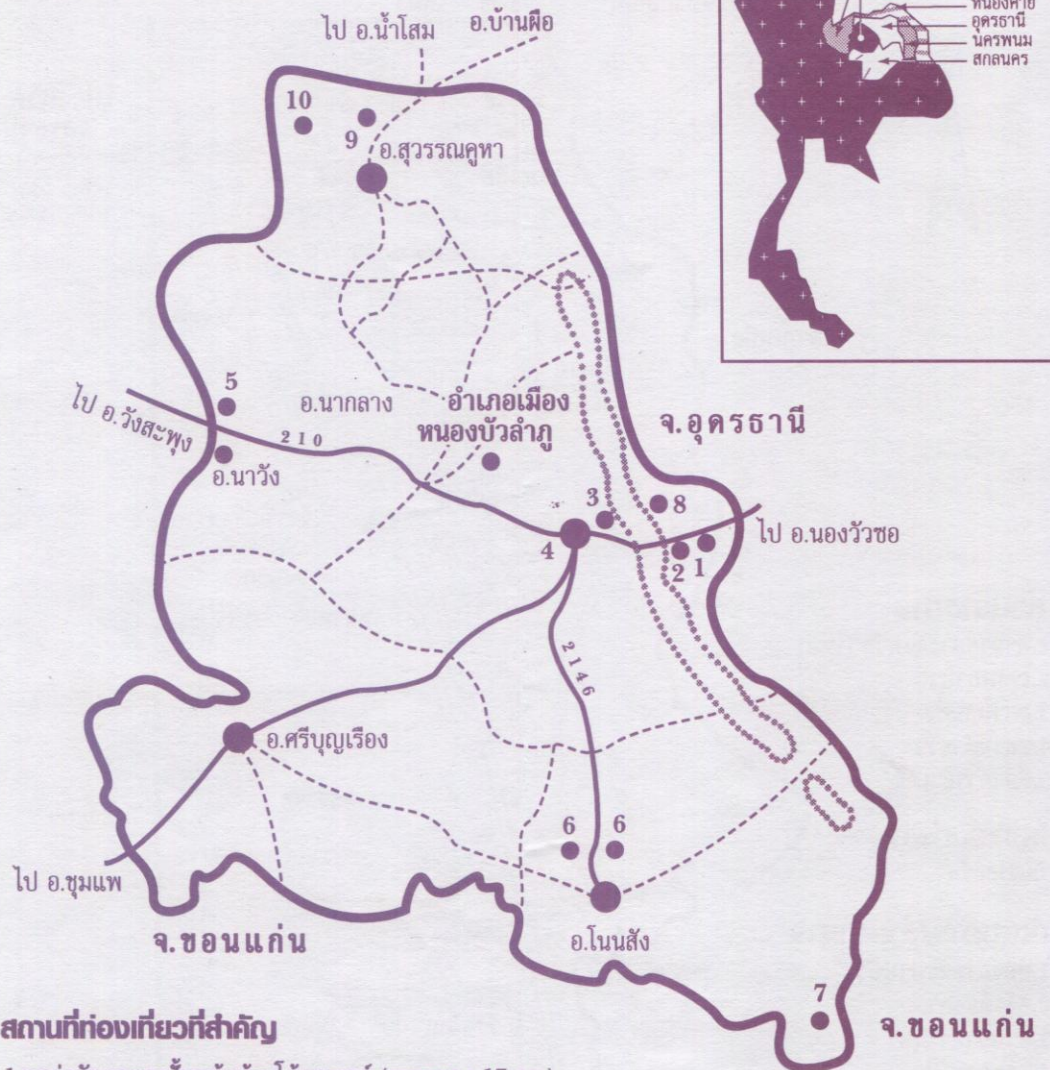 ไป อ.น้ำโสม
อ.บ้านผือ
หนองคาย
อุดรธานี
นครพนม
สกลนคร
10
9
อ.สุวรรณคูหา
5
ไป อ.วังสะพุง
อ.นากลาง
210
อ.นาวัง
อำเภอเมือง
หนองบัวลำภู
จ.อุดรธานี
3
8
4
2
1
ไป อ.นองวัวซอ
2146
อ.ศรีบุญเรือง
6
6
ไป อ.ชุมแพ
จ.ขอนแก่น
อ.โนนสัง
7
จ.ขอนแก่น
สถานที่ท่องเที่ยวที่สำคัญ